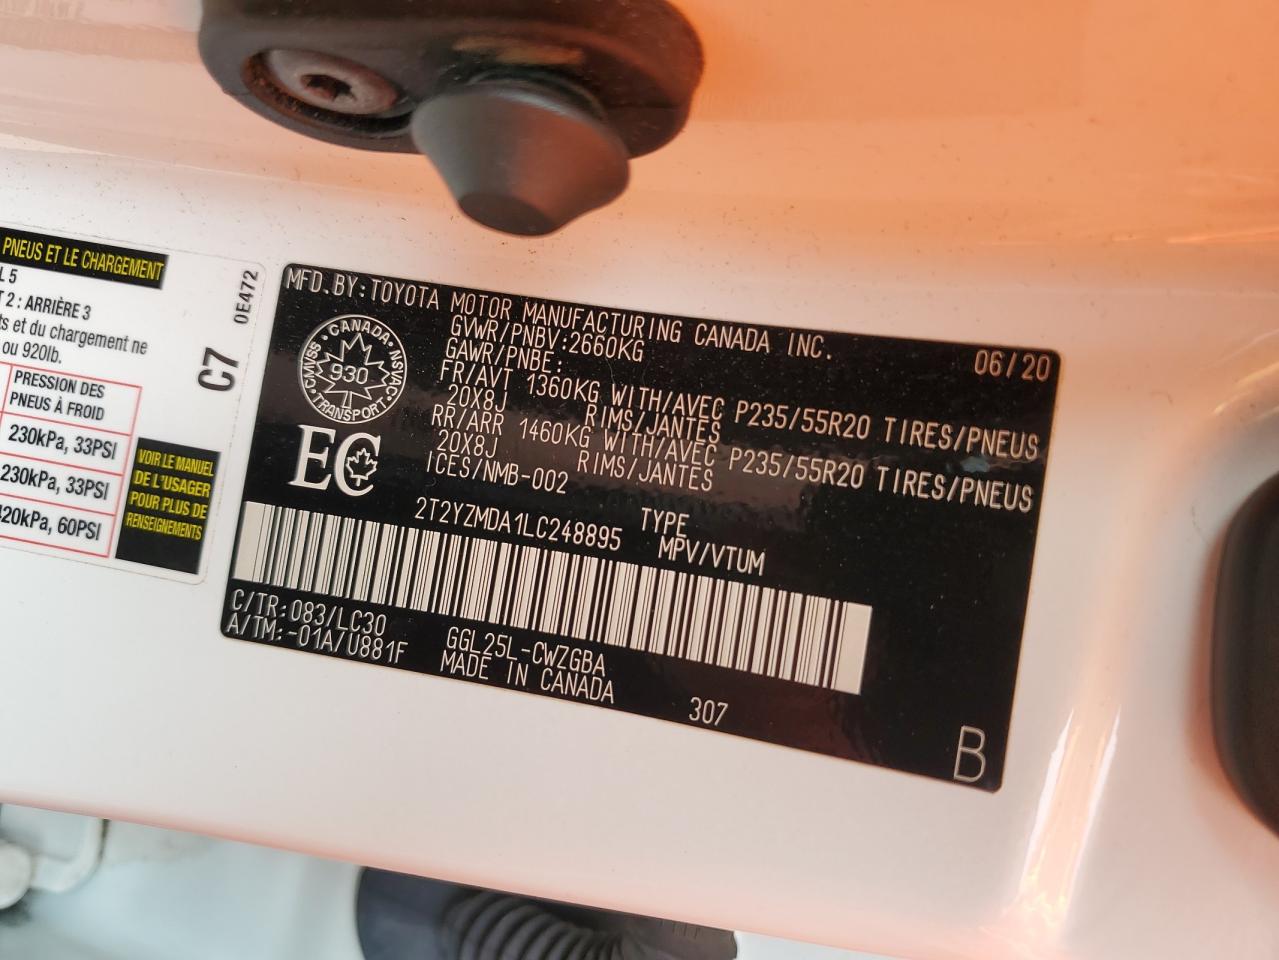 PNEUS ET LE CHARGEMENT
L 5
T 2 : ARRIÈRE 3
ts et du chargement ne
ou 920lb.
PRESSION DES
PNEUS À FROID
230kPa, 33PSI
230kPa, 33PSI
420kPa, 60PSI
VOIR LE MANUEL
DE L'USAGER
POUR PLUS DE
RENSEIGNEMENTS
C7
0E472
MFD.BY:TOYOTA MOTOR MANUFACTURING CANADA INC. 06/20
GVWR/PNBV:2660KG
GAWR/PNBE:
FR/AVT 1360KG WITH/AVEC P235/55R20 TIRES/PNEUS
20X8J RIMS/JANTES
RR/ARR 1460KG WITH/AVEC P235/55R20 TIRES/PNEUS
20X8J RIMS/JANTES
ICES/NMB-002
CANADA · NSVAC · TRANSPORT · CMVSS
930
EC
2T2YZMDA1LC248895 TYPE
MPV/VTUM
C/TR:083/LC30
A/TM:-01A/U881F
GGL25L-CWZGBA
MADE IN CANADA
307
B